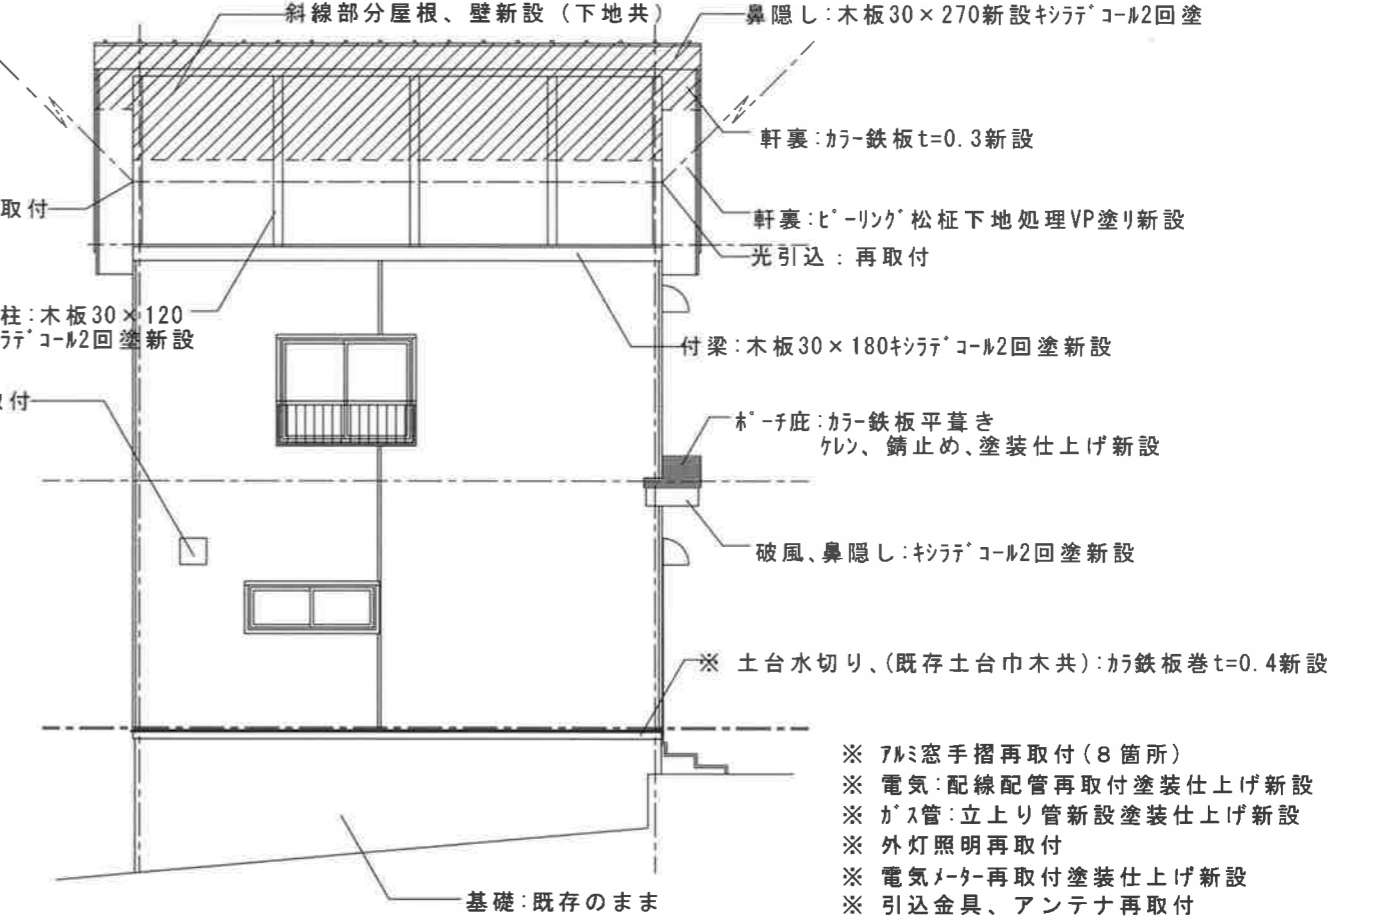 斜線部分屋根、壁新設（下地共）
鼻隠し:木板30×270新設ｷｼﾗﾃﾞｺｰﾙ2回塗
軒裏:ｶﾗｰ鉄板t=0.3新設
取付
軒裏:ﾋﾟｰﾘﾝｸﾞ松柾下地処理VP塗り新設
光引込：再取付
柱:木板30×120
ﾗﾃﾞｺｰﾙ2回塗新設
付梁:木板30×180ｷｼﾗﾃﾞｺｰﾙ2回塗新設
付
ﾎﾟｰﾁ庇:ｶﾗｰ鉄板平葺き
ｹﾚﾝ、錆止め、塗装仕上げ新設
破風、鼻隠し:ｷｼﾗﾃﾞｺｰﾙ2回塗新設
※ 土台水切り、(既存土台巾木共):ｶﾗ鉄板巻t=0.4新設
※ ｱﾙﾐ窓手摺再取付(8箇所)
※ 電気:配線配管再取付塗装仕上げ新設
※ ｶﾞｽ管:立上り管新設塗装仕上げ新設
※ 外灯照明再取付
※ 電気ﾒｰﾀｰ再取付塗装仕上げ新設
※ 引込金具、アンテナ再取付
基礎:既存のまま